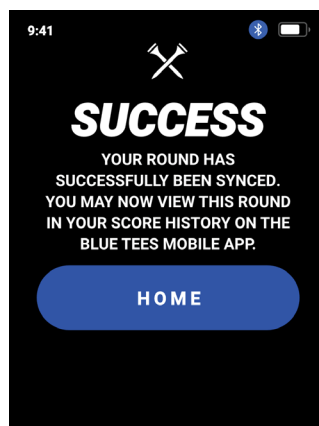 9:41
SUCCESS
YOUR ROUND HAS
SUCCESSFULLY BEEN SYNCED.
YOU MAY NOW VIEW THIS ROUND
IN YOUR SCORE HISTORY ON THE
BLUE TEES MOBILE APP.
HOME